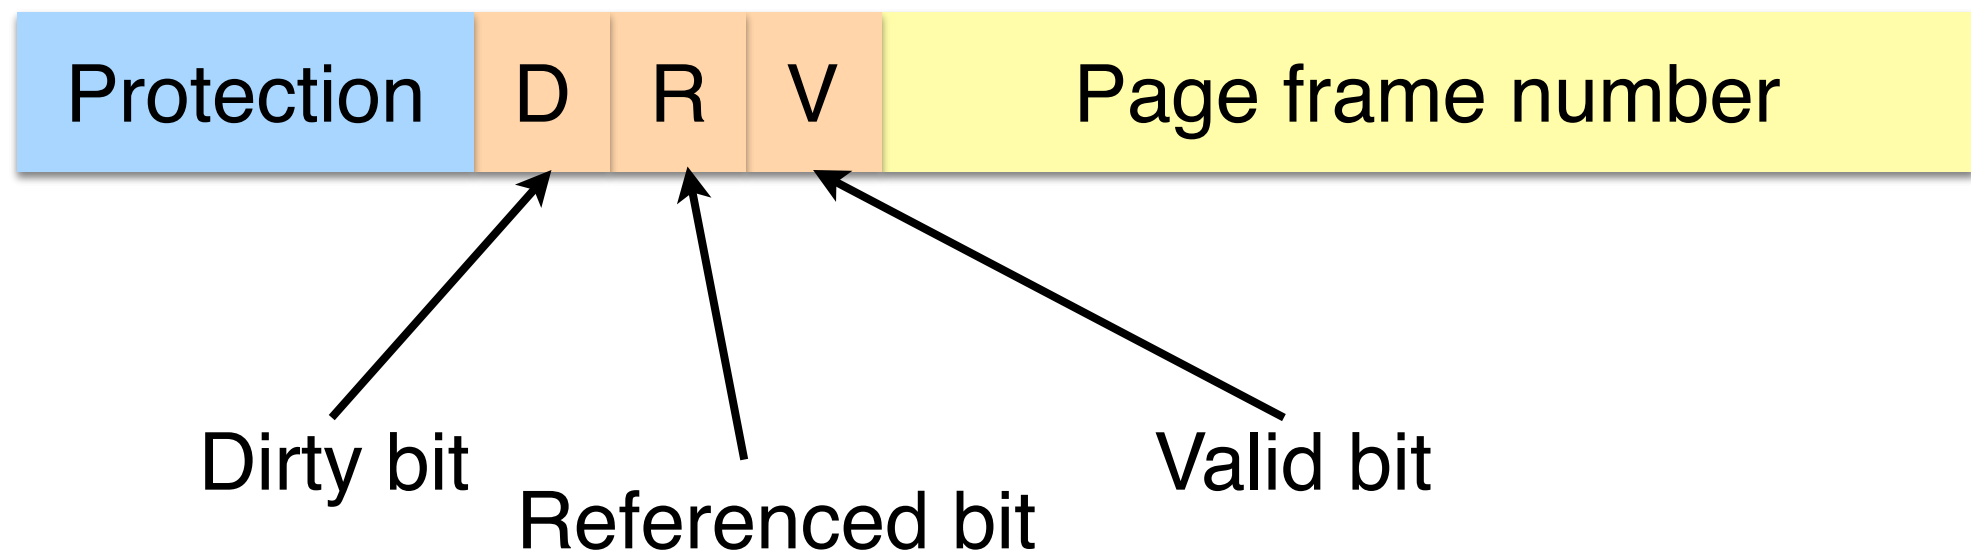 Protection D R V Page frame number
Dirty bit
Valid bit
Referenced bit